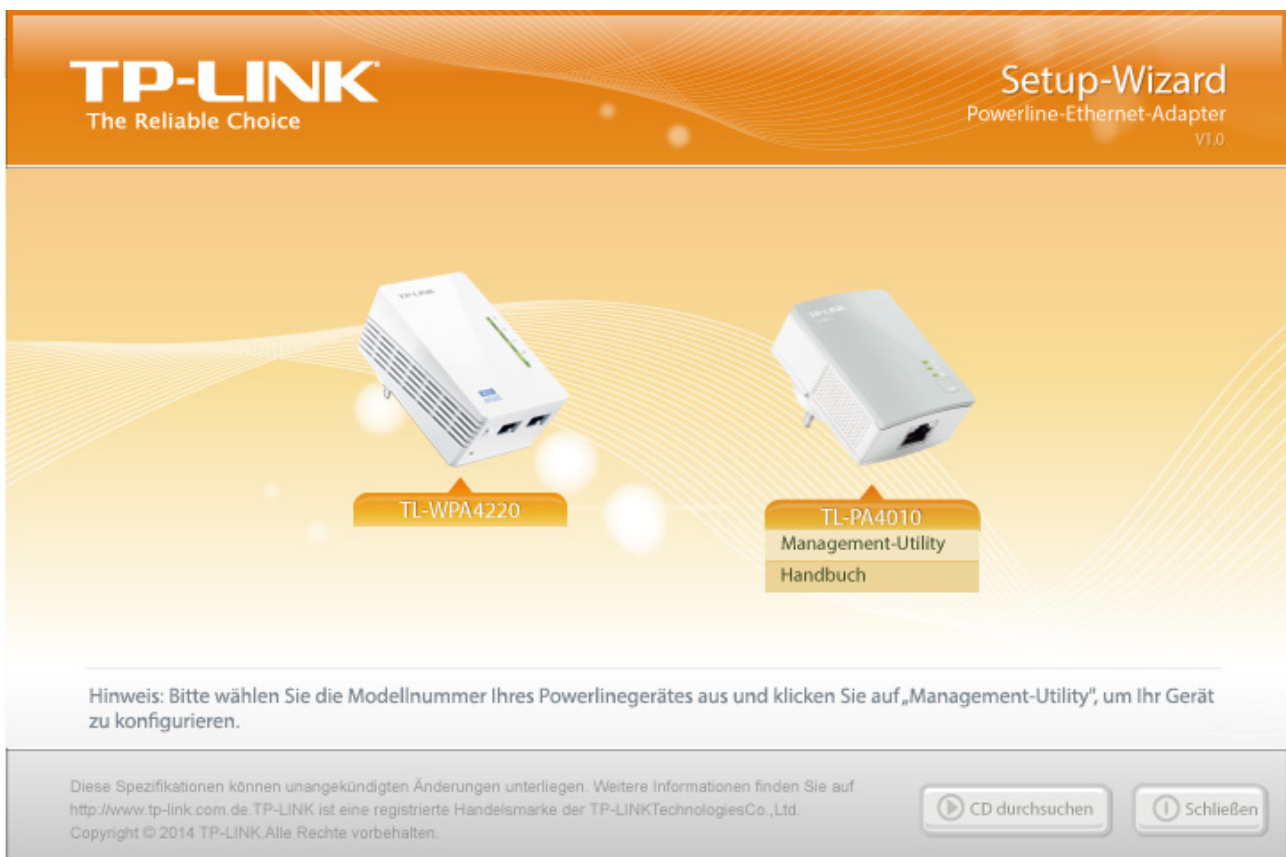 TP-LINK
The Reliable Choice
Setup-Wizard
Powerline-Ethernet-Adapter
V1.0
TP-LINK
TP-LINK
TL-WPA4220
TL-PA4010
Management-Utility
Handbuch
Hinweis: Bitte wählen Sie die Modellnummer Ihres Powerlinegerätes aus und klicken Sie auf „Management-Utility”, um Ihr Gerät
zu konfigurieren.
Diese Spezifikationen können unangekündigten Änderungen unterliegen. Weitere Informationen finden Sie auf
http://www.tp-link.com.de.TP-LINK ist eine registrierte Handelsmarke der TP-LINKTechnologiesCo.,Ltd.
Copyright © 2014 TP-LINK.Alle Rechte vorbehalten.
CD durchsuchen
Schließen